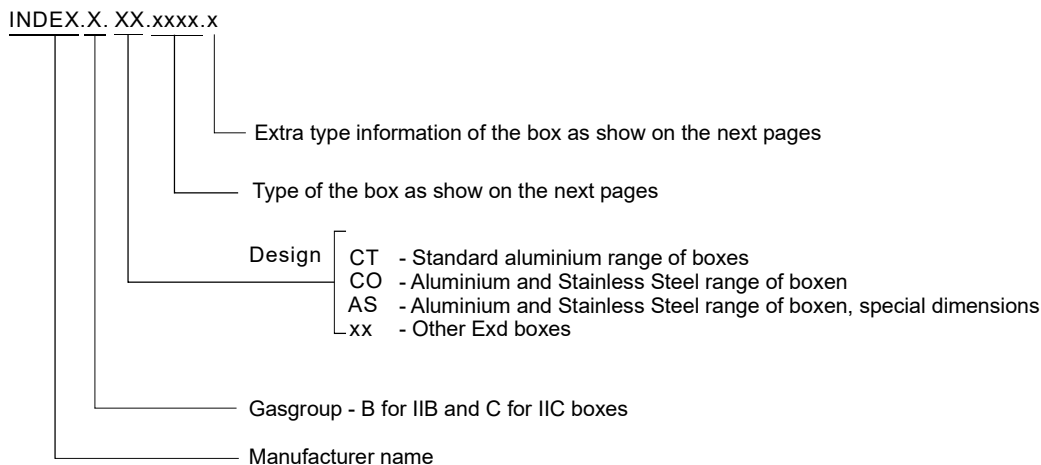 INDEX.X. XX.xxxx.x
Extra type information of the box as show on the next pages
Type of the box as show on the next pages
Design
CT - Standard aluminium range of boxes
CO - Aluminium and Stainless Steel range of boxen
AS - Aluminium and Stainless Steel range of boxen, special dimensions
xx - Other Exd boxes
Gasgroup - B for IIB and C for IIC boxes
Manufacturer name